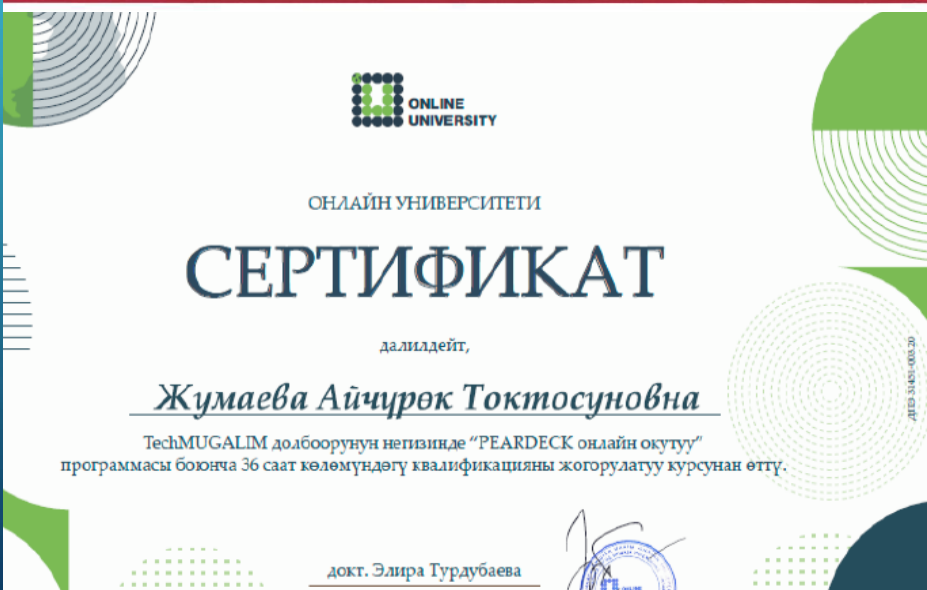 ONLINE
UNIVERSITY
ОНЛАЙН УНИВЕРСИТЕТИ
СЕРТИФИКАТ
далилдейт,
Жумаева Айчүрөк Токтосуновна
TechMUGALIM долбоорунун негизинде “PEARDECK онлайн окутуу”
программасы боюнча 36 саат көлөмүндөгү квалификацияны жогорулатуу курсунан өттү.
докт. Элира Турдубаева